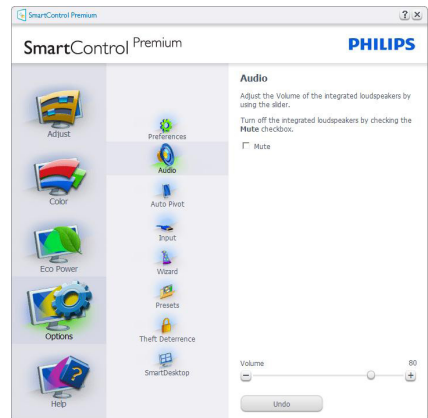 SmartControl Premium
SmartControl Premium
PHILIPS
Adjust
Color
Eco Power
Options
Help
Preferences
Audio
Auto Pivot
Input
Wizard
Presets
Theft Deterrence
SmartDesktop
Audio
Adjust the Volume of the integrated loudspeakers by
using the slider.
Turn off the integrated loudspeakers by checking the
Mute checkbox.
Mute
Volume 80
Undo